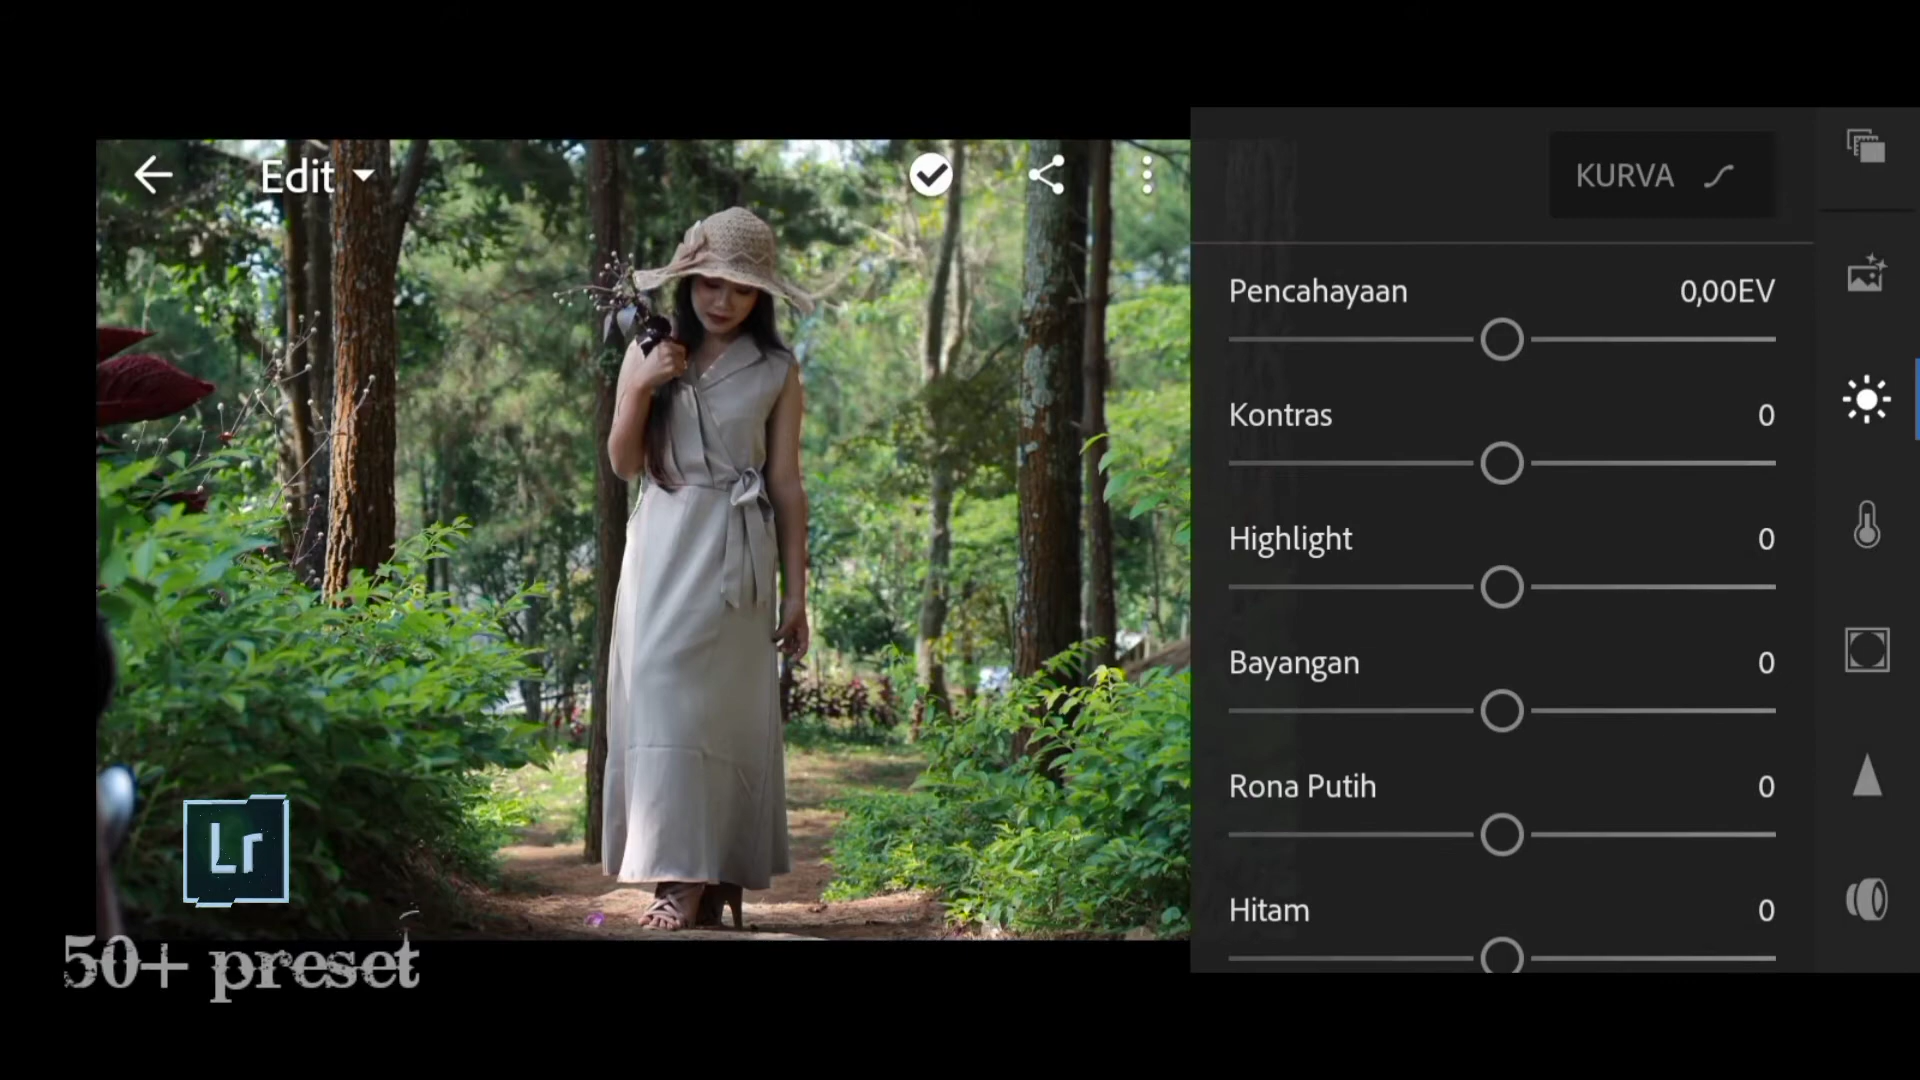 Edit
KURVA
Pencahayaan 0,00EV
Kontras 0
Highlight 0
Bayangan 0
Rona Putih 0
Hitam 0
Lr
50+ preset